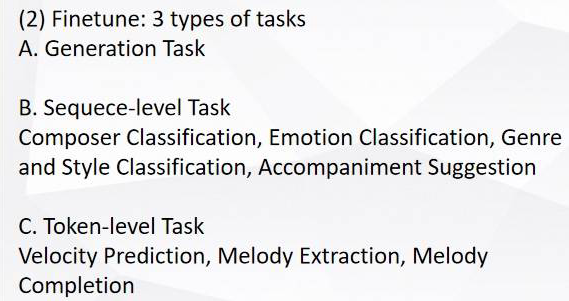 (2) Finetune: 3 types of tasks
A. Generation Task
B. Sequece-level Task
Composer Classification, Emotion Classification, Genre
and Style Classification, Accompaniment Suggestion
C. Token-level Task
Velocity Prediction, Melody Extraction, Melody
Completion